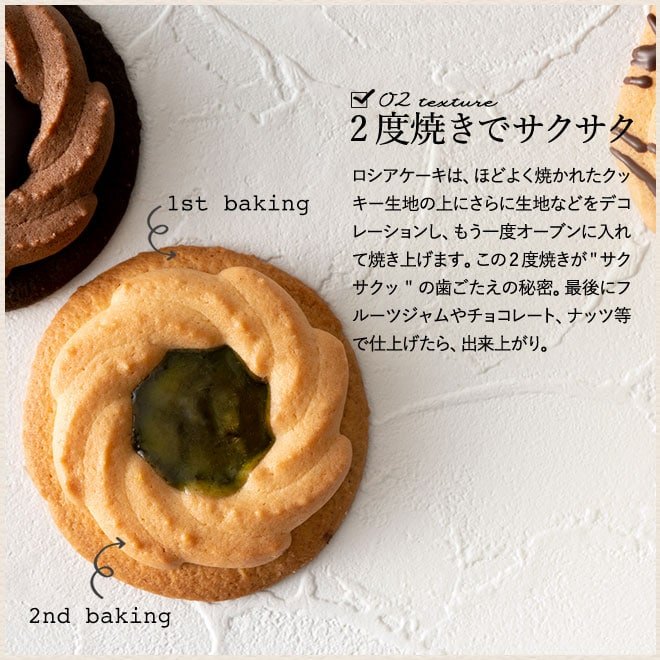 02 texture
2度焼きでサクサク
ロシアケーキは、ほどよく焼かれたクッ
キー生地の上にさらに生地などをデコ
レーションし、もう一度オーブンに入れ
て焼き上げます。この2度焼きが"サク
サクッ"の歯ごたえの秘密。最後にフ
ルーツジャムやチョコレート、ナッツ等
で仕上げたら、出来上がり。
1st baking
2nd baking